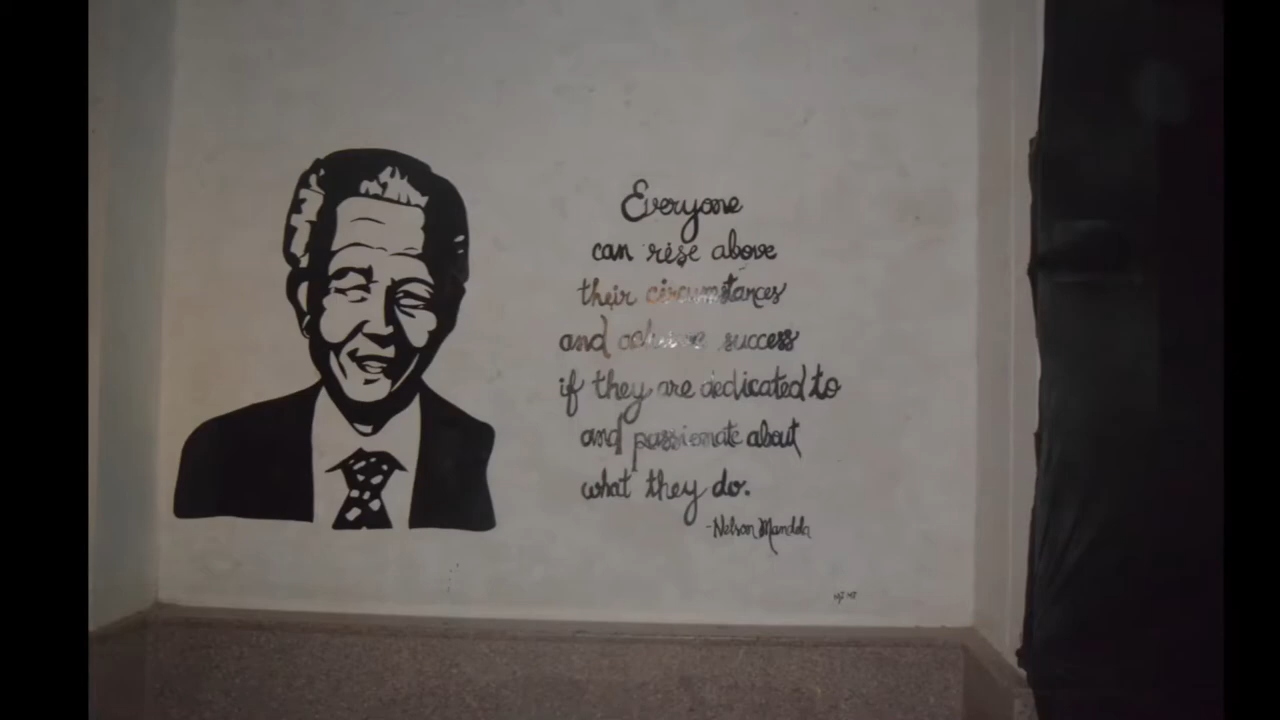 Everyone
can rise above
their circumstances
and achieve success
if they are dedicated to
and passionate about
what they do.
-Nelson Mandela